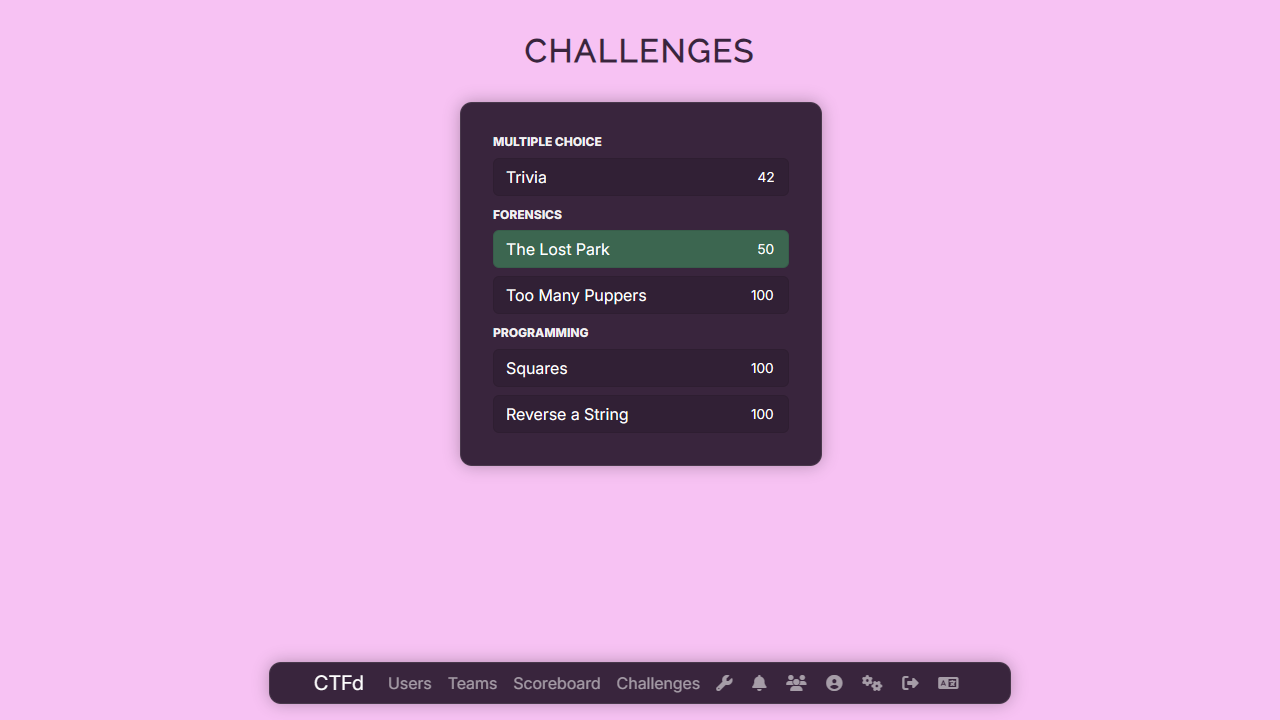 CHALLENGES
MULTIPLE CHOICE
Trivia 42
FORENSICS
The Lost Park 50
Too Many Puppers 100
PROGRAMMING
Squares 100
Reverse a String 100
CTFd Users Teams Scoreboard Challenges